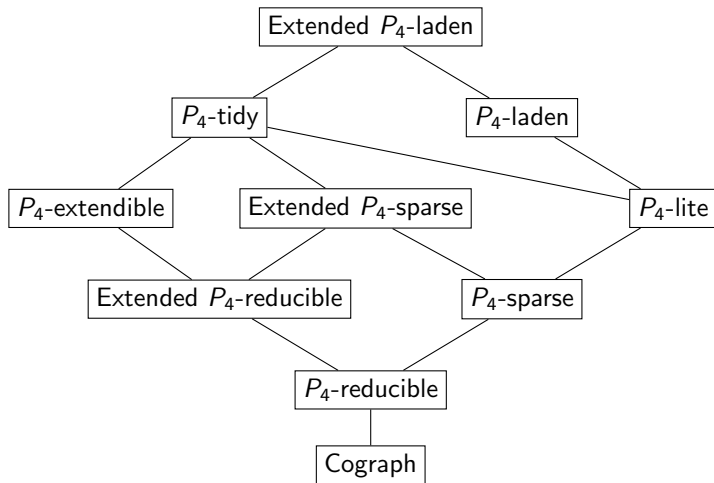 Extended P₄-laden
P₄-tidy
P₄-laden
P₄-extendible
Extended P₄-sparse
P₄-lite
Extended P₄-reducible
P₄-sparse
P₄-reducible
Cograph